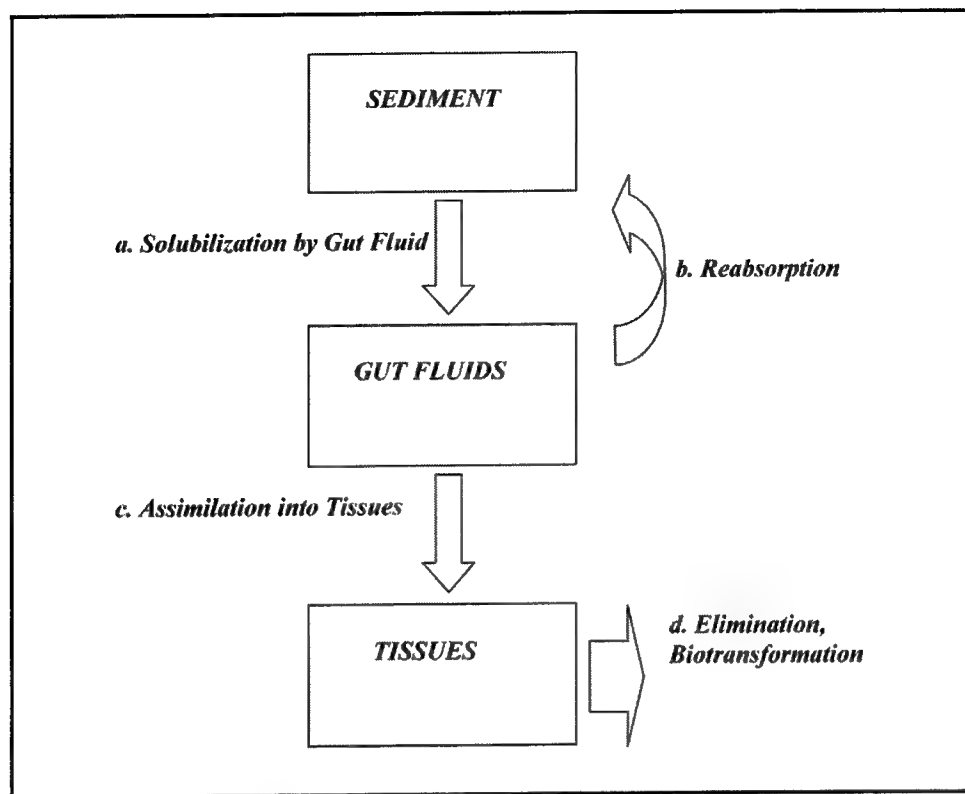 SEDIMENT
a. Solubilization by Gut Fluid
b. Reabsorption
GUT FLUIDS
c. Assimilation into Tissues
TISSUES
d. Elimination,
Biotransformation